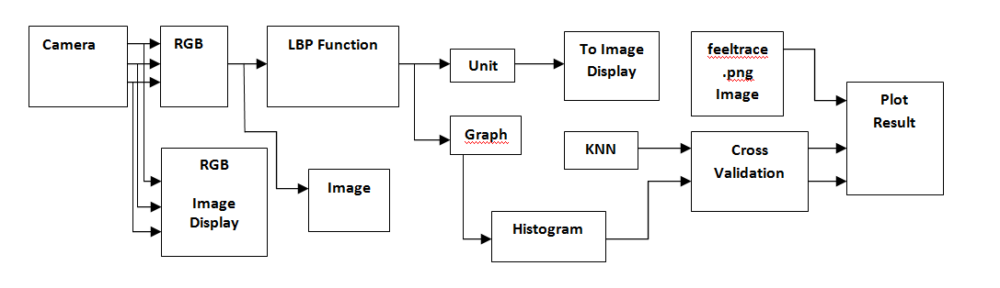 Camera
RGB
LBP Function
Unit
To Image
Display
feeltrace
.png
Image
Plot
Result
Graph
KNN
Cross
Validation
RGB
Image
Display
Image
Histogram